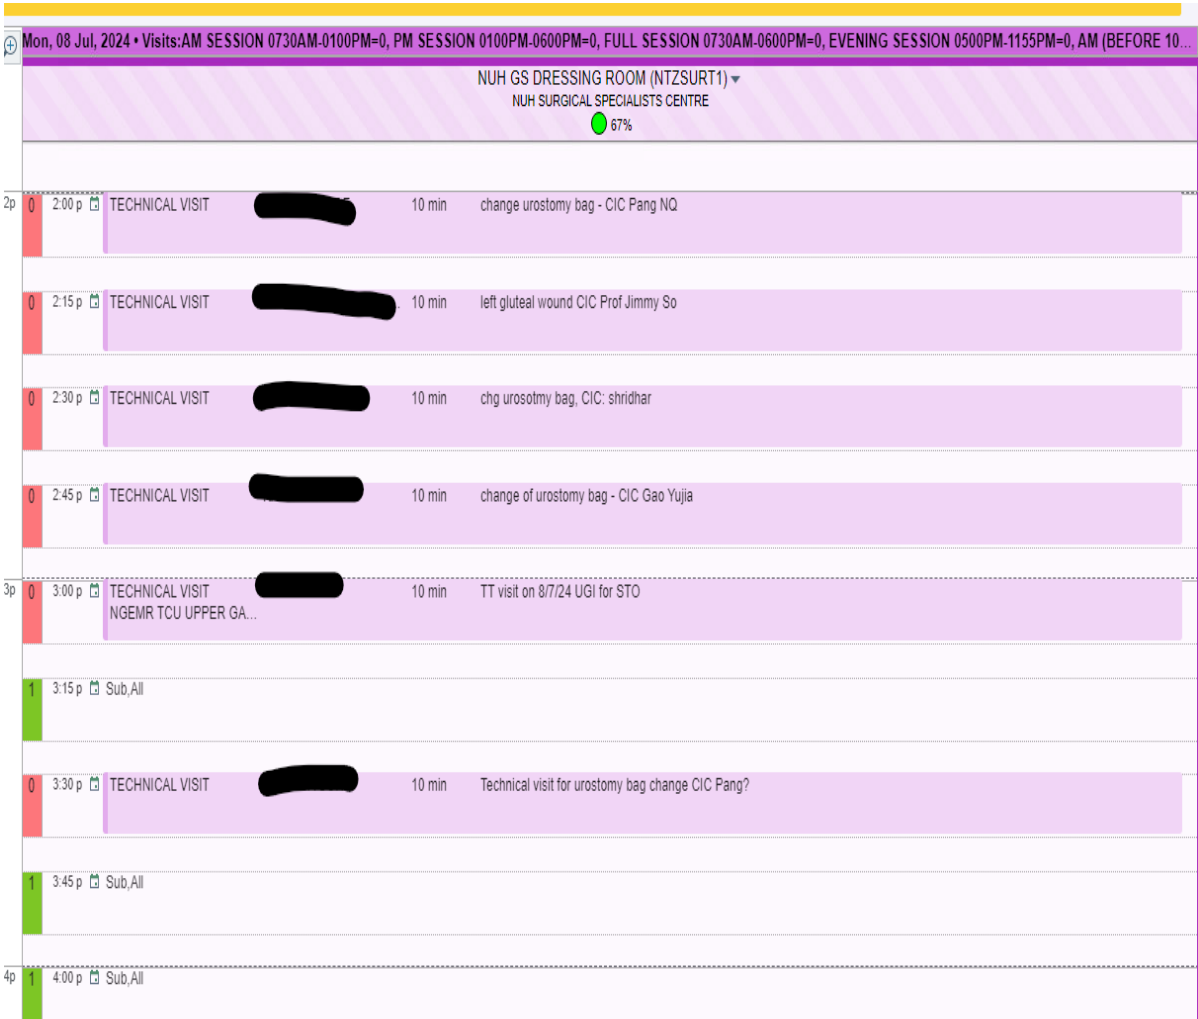 Mon, 08 Jul, 2024 • Visits:AM SESSION 0730AM-0100PM=0, PM SESSION 0100PM-0600PM=0, FULL SESSION 0730AM-0600PM=0, EVENING SESSION 0500PM-1155PM=0, AM (BEFORE 10...
NUH GS DRESSING ROOM (NTZSURT1)
NUH SURGICAL SPECIALISTS CENTRE
67%
2p 0 2:00 p TECHNICAL VISIT 10 min change urostomy bag - CIC Pang NQ
0 2:15 p TECHNICAL VISIT 10 min left gluteal wound CIC Prof Jimmy So
0 2:30 p TECHNICAL VISIT 10 min chg urosotmy bag, CIC: shridhar
0 2:45 p TECHNICAL VISIT 10 min change of urostomy bag - CIC Gao Yujia
3p 0 3:00 p TECHNICAL VISIT 10 min TT visit on 8/7/24 UGI for STO
NGEMR TCU UPPER GA...
1 3:15 p Sub,All
0 3:30 p TECHNICAL VISIT 10 min Technical visit for urostomy bag change CIC Pang?
1 3:45 p Sub,All
4p 1 4:00 p Sub,All